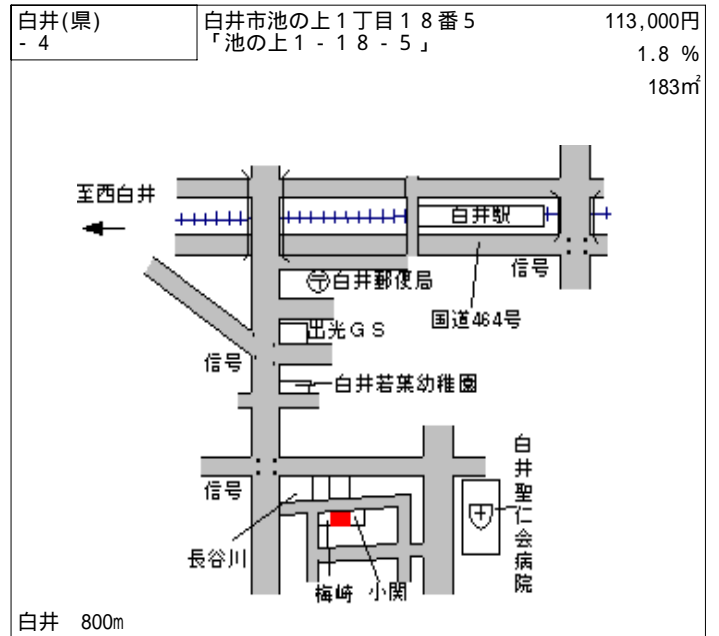 白井(県)
- 4
白井市池の上1丁目18番5
「池の上1 - 18 - 5 」
113,000円
1.8 %
183㎡
至西白井
白井駅
信号
〒白井郵便局
国道464号
出光GS
信号
白井若葉幼稚園
信号
白井聖仁会病院
長谷川
梅崎
小関
白井 800m